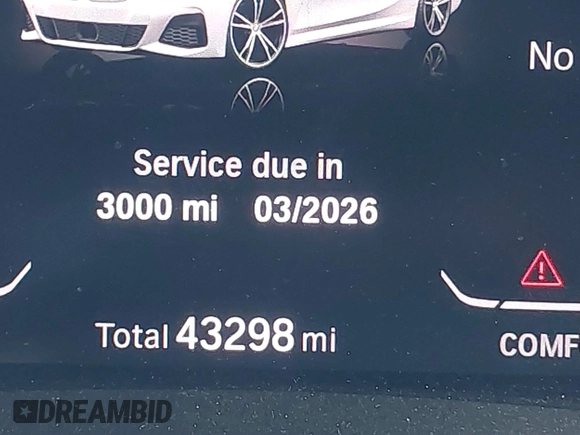 No
Service due in
3000 mi 03/2026
Total 43298 mi
COMF
DREAMBID